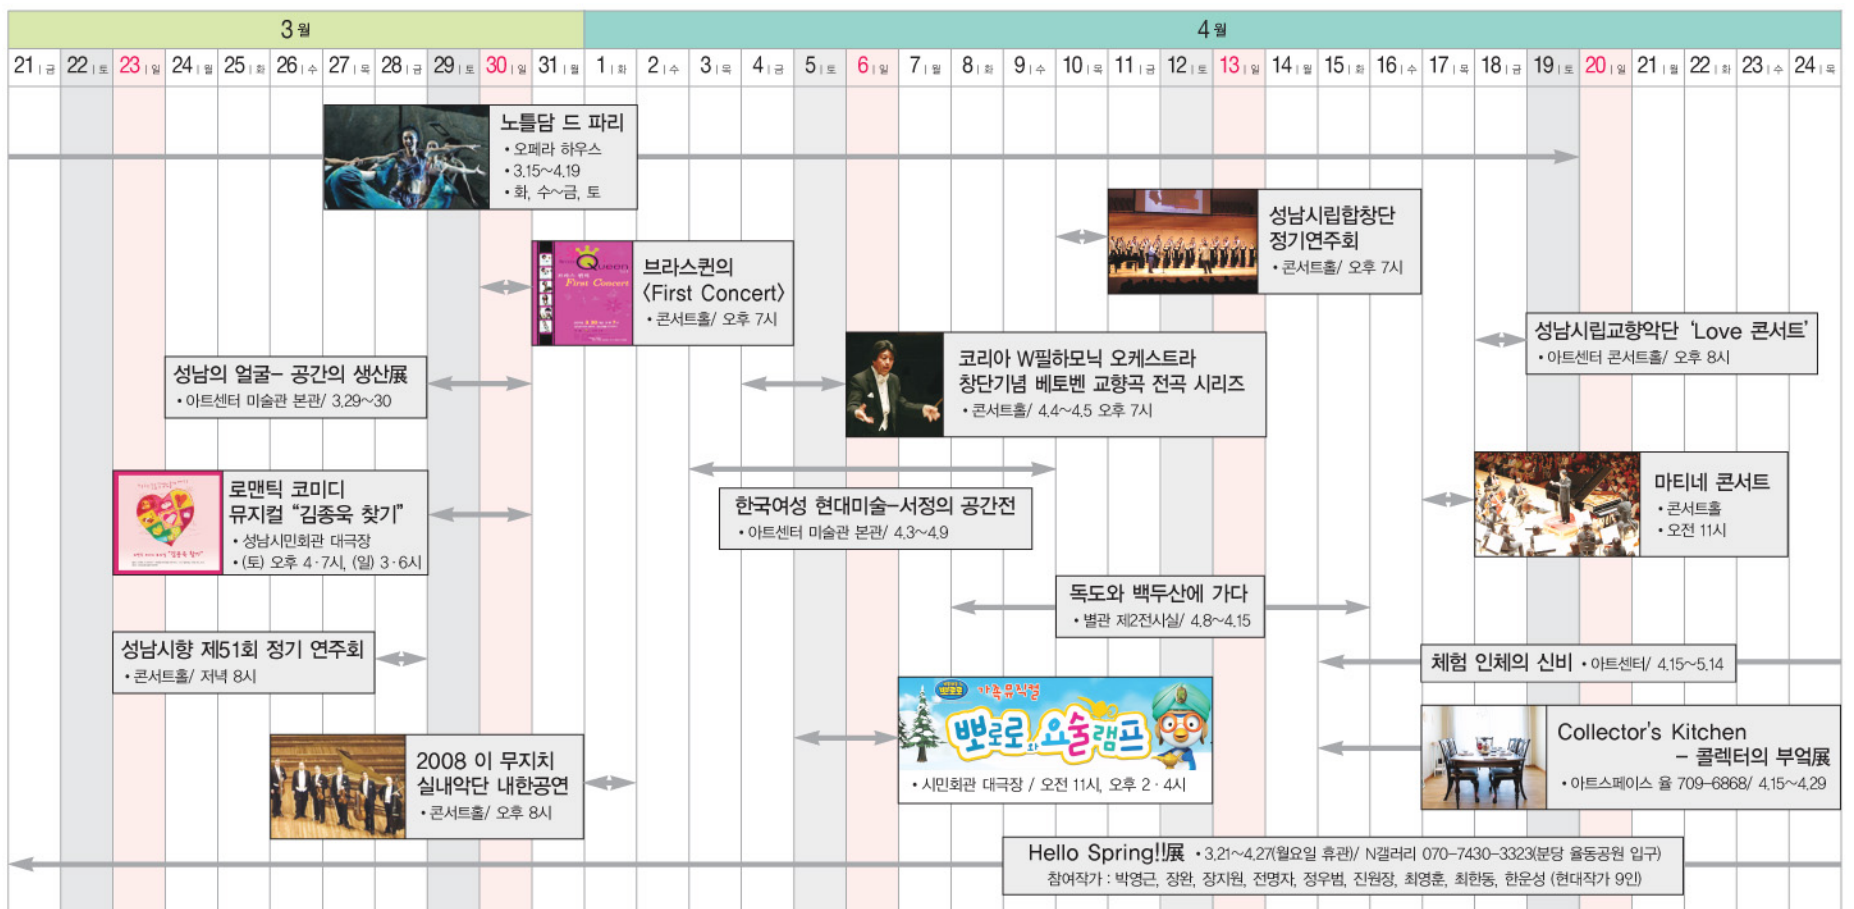 3월
4월
21 | 금 22 | 토 23 | 일 24 | 월 25 | 화 26 | 수 27 | 목 28 | 금 29 | 토 30 | 일 31 | 월 1 | 화 2 | 수 3 | 목 4 | 금 5 | 토 6 | 일 7 | 월 8 | 화 9 | 수 10 | 목 11 | 금 12 | 토 13 | 일 14 | 월 15 | 화 16 | 수 17 | 목 18 | 금 19 | 토 20 | 일 21 | 월 22 | 화 23 | 수 24 | 목
노틀담 드 파리
• 오페라 하우스
• 3.15~4.19
• 화, 수~금, 토
성남시립합창단
정기연주회
• 콘서트홀/ 오후 7시
Queen
First Concert
브라스퀸의
〈First Concert〉
• 콘서트홀/ 오후 7시
성남시립교향악단 ‘Love 콘서트’
• 아트센터 콘서트홀/ 오후 8시
코리아 W필하모닉 오케스트라
창단기념 베토벤 교향곡 전곡 시리즈
• 콘서트홀/ 4.4~4.5 오후 7시
성남의 얼굴- 공간의 생산展
• 아트센터 미술관 본관/ 3.29~30
마티네 콘서트
• 콘서트홀
• 오전 11시
로맨틱 코미디
뮤지컬 “김종욱 찾기”
• 성남시민회관 대극장
• (토) 오후 4·7시, (일) 3·6시
"김종욱 찾기"
한국여성 현대미술-서정의 공간전
• 아트센터 미술관 본관/ 4.3~4.9
독도와 백두산에 가다
• 별관 제2전시실/ 4.8~4.15
성남시향 제51회 정기 연주회
• 콘서트홀/ 저녁 8시
체험 인체의 신비 • 아트센터/ 4.15~5.14
뽀로로 가족뮤지컬
뽀로로와 요술램프
• 시민회관 대극장 / 오전 11시, 오후 2·4시
Collector's Kitchen
- 콜렉터의 부엌展
• 아트스페이스 율 709-6868/ 4.15~4.29
2008 이 무지치
실내악단 내한공연
• 콘서트홀/ 오후 8시
Hello Spring!!展 • 3.21~4.27(월요일 휴관)/ N갤러리 070-7430-3323(분당 율동공원 입구)
참여작가 : 박영근, 장완, 장지원, 전명자, 정우범, 진원장, 최영훈, 최한동, 한운성 (현대작가 9인)